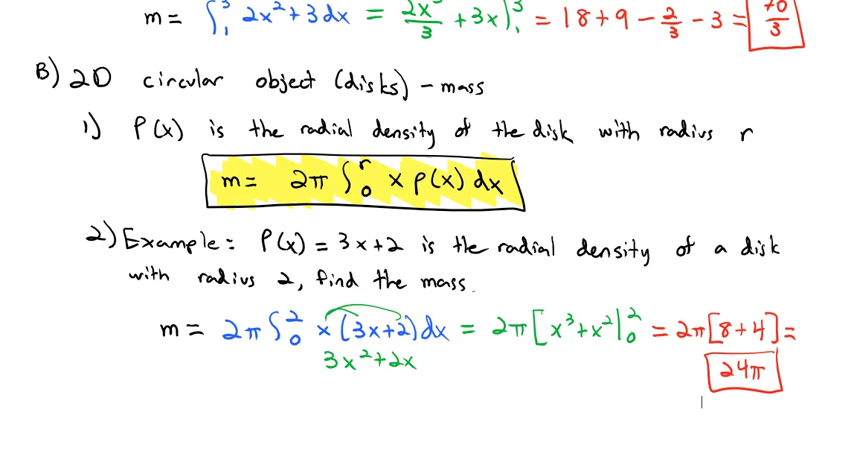 m = ∫₁³ 2x²+3dx = 2x³/3 + 3x |₁³ = 18+9 - 2/3 - 3 = 70/3
B) 2D circular object (disks) - mass
1) ρ(x) is the radial density of the disk with radius r
m = 2π ∫₀ʳ x ρ(x) dx
2) Example: ρ(x) = 3x+2 is the radial density of a disk
with radius 2, find the mass.
m = 2π ∫₀² x (3x+2) dx = 2π [x³+x² |₀² = 2π [8+4] =
3x²+2x 24π